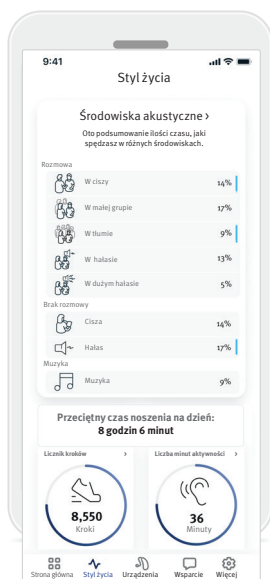 9:41
Styl życia
Środowiska akustyczne ›
Oto podsumowanie ilości czasu, jaki
spędzasz w różnych środowiskach.
Rozmowa
W ciszy 14%
W małej grupie 17%
W tłumie 9%
W hałasie 13%
W dużym hałasie 5%
Brak rozmowy
Cisza 14%
Hałas 17%
Muzyka
Muzyka 9%
Przeciętny czas noszenia na dzień:
8 godzin 6 minut
Licznik kroków › Liczba minut aktywności ›
8,550 36
Kroki Minuty
Strona główna Styl życia Urządzenia Wsparcie Więcej